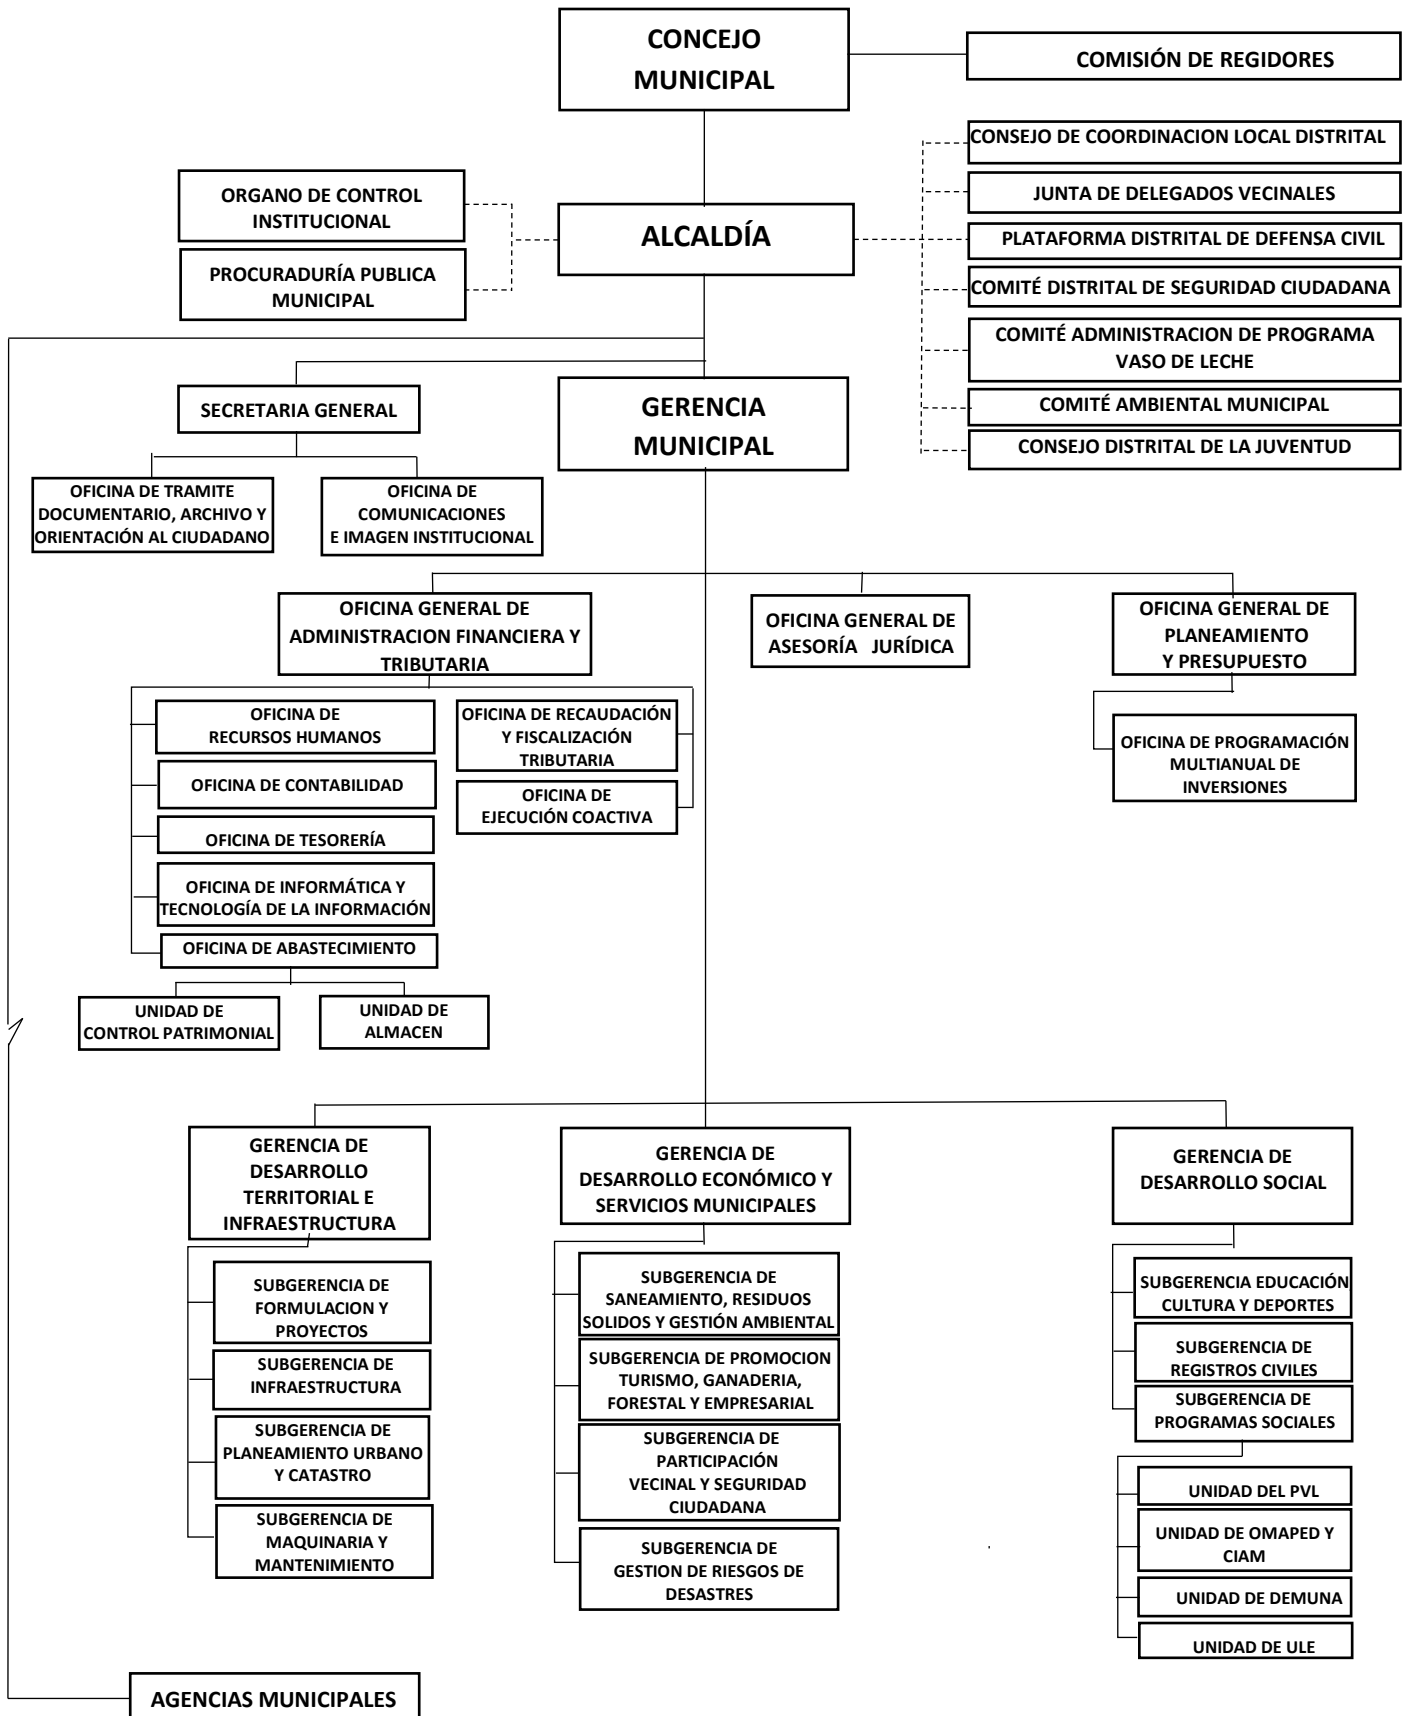 CONCEJO
MUNICIPAL
COMISIÓN DE REGIDORES
CONSEJO DE COORDINACION LOCAL DISTRITAL
JUNTA DE DELEGADOS VECINALES
PLATAFORMA DISTRITAL DE DEFENSA CIVIL
COMITÉ DISTRITAL DE SEGURIDAD CIUDADANA
COMITÉ ADMINISTRACION DE PROGRAMA
VASO DE LECHE
COMITÉ AMBIENTAL MUNICIPAL
CONSEJO DISTRITAL DE LA JUVENTUD
ORGANO DE CONTROL
INSTITUCIONAL
PROCURADURÍA PUBLICA
MUNICIPAL
ALCALDÍA
SECRETARIA GENERAL
GERENCIA
MUNICIPAL
OFICINA DE TRAMITE
DOCUMENTARIO, ARCHIVO Y
ORIENTACIÓN AL CIUDADANO
OFICINA DE
COMUNICACIONES
E IMAGEN INSTITUCIONAL
OFICINA GENERAL DE
ADMINISTRACION FINANCIERA Y
TRIBUTARIA
OFICINA GENERAL DE
ASESORÍA JURÍDICA
OFICINA GENERAL DE
PLANEAMIENTO
Y PRESUPUESTO
OFICINA DE
RECURSOS HUMANOS
OFICINA DE CONTABILIDAD
OFICINA DE TESORERÍA
OFICINA DE INFORMÁTICA Y
TECNOLOGÍA DE LA INFORMACIÓN
OFICINA DE ABASTECIMIENTO
OFICINA DE RECAUDACIÓN
Y FISCALIZACIÓN
TRIBUTARIA
OFICINA DE
EJECUCIÓN COACTIVA
OFICINA DE PROGRAMACIÓN
MULTIANUAL DE
INVERSIONES
UNIDAD DE
CONTROL PATRIMONIAL
UNIDAD DE
ALMACEN
GERENCIA DE
DESARROLLO
TERRITORIAL E
INFRAESTRUCTURA
SUBGERENCIA DE
FORMULACION Y
PROYECTOS
SUBGERENCIA DE
INFRAESTRUCTURA
SUBGERENCIA DE
PLANEAMIENTO URBANO
Y CATASTRO
SUBGERENCIA DE
MAQUINARIA Y
MANTENIMIENTO
GERENCIA DE
DESARROLLO ECONÓMICO Y
SERVICIOS MUNICIPALES
SUBGERENCIA DE
SANEAMIENTO, RESIDUOS
SOLIDOS Y GESTIÓN AMBIENTAL
SUBGERENCIA DE PROMOCION
TURISMO, GANADERIA,
FORESTAL Y EMPRESARIAL
SUBGERENCIA DE
PARTICIPACIÓN
VECINAL Y SEGURIDAD
CIUDADANA
SUBGERENCIA DE
GESTION DE RIESGOS DE
DESASTRES
GERENCIA DE
DESARROLLO SOCIAL
SUBGERENCIA EDUCACIÓN
CULTURA Y DEPORTES
SUBGERENCIA DE
REGISTROS CIVILES
SUBGERENCIA DE
PROGRAMAS SOCIALES
UNIDAD DEL PVL
UNIDAD DE OMAPED Y
CIAM
UNIDAD DE DEMUNA
UNIDAD DE ULE
AGENCIAS MUNICIPALES